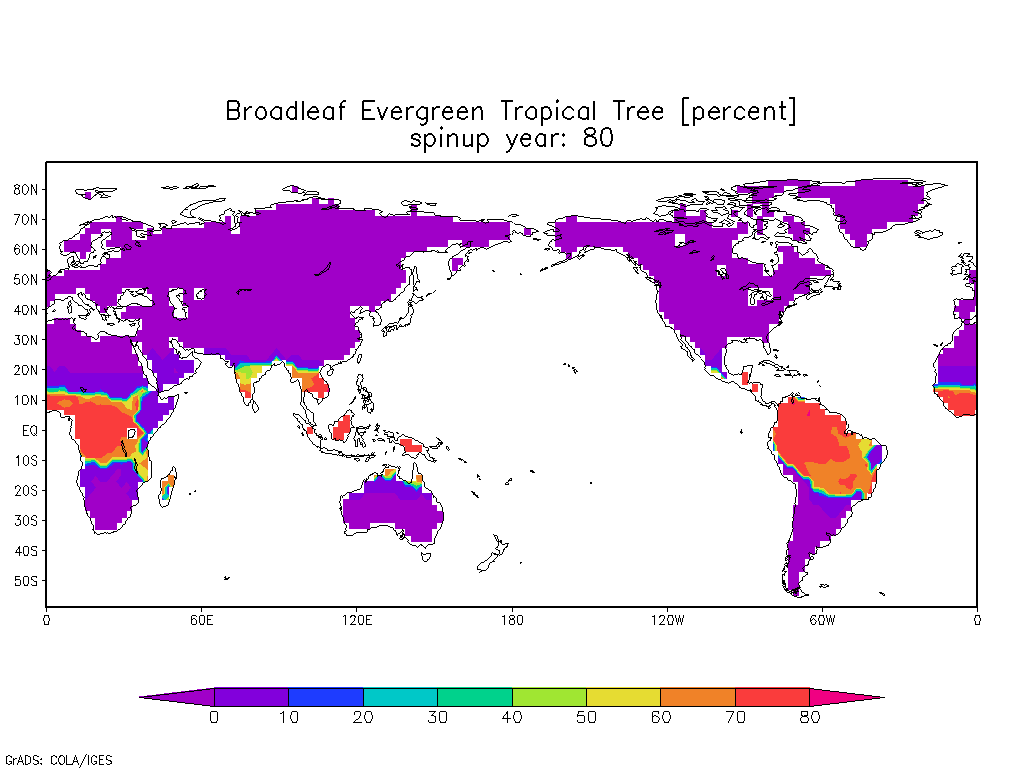 Broadleaf Evergreen Tropical Tree [percent]
spinup year: 80
80N
70N
60N
50N
40N
30N
20N
10N
EQ
10S
20S
30S
40S
50S
0 60E 120E 180 120W 60W 0
0 10 20 30 40 50 60 70 80
GrADS: COLA/IGES